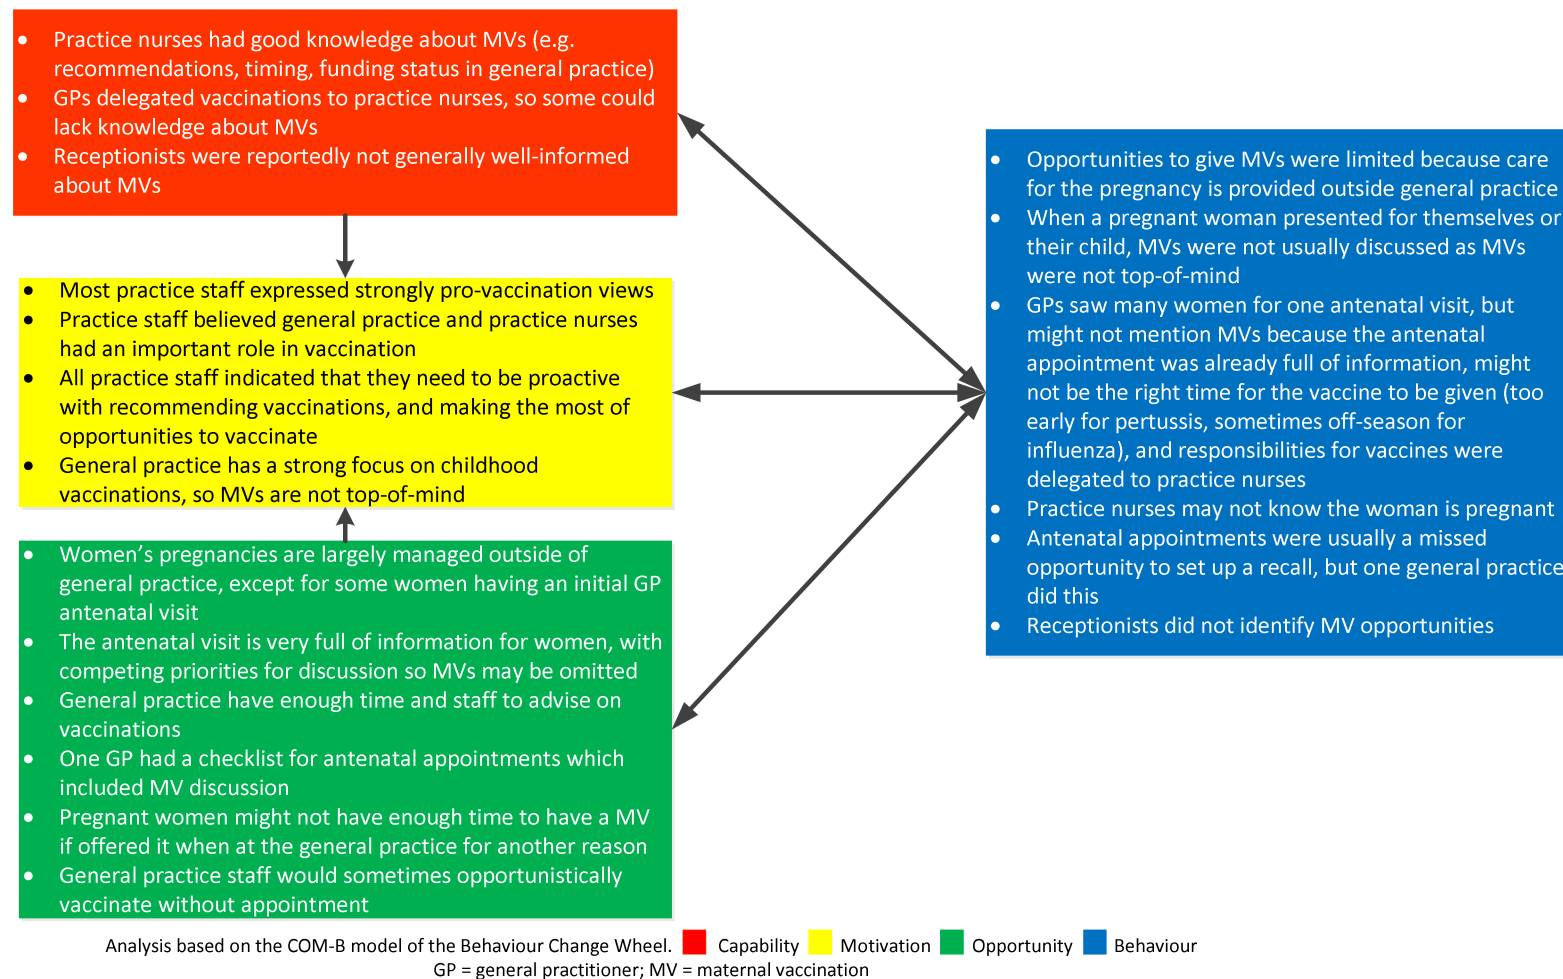 • Practice nurses had good knowledge about MVs (e.g.
recommendations, timing, funding status in general practice)
• GPs delegated vaccinations to practice nurses, so some could
lack knowledge about MVs
• Receptionists were reportedly not generally well-informed
about MVs
• Most practice staff expressed strongly pro-vaccination views
• Practice staff believed general practice and practice nurses
had an important role in vaccination
• All practice staff indicated that they need to be proactive
with recommending vaccinations, and making the most of
opportunities to vaccinate
• General practice has a strong focus on childhood
vaccinations, so MVs are not top-of-mind
• Women’s pregnancies are largely managed outside of
general practice, except for some women having an initial GP
antenatal visit
• The antenatal visit is very full of information for women, with
competing priorities for discussion so MVs may be omitted
• General practice have enough time and staff to advise on
vaccinations
• One GP had a checklist for antenatal appointments which
included MV discussion
• Pregnant women might not have enough time to have a MV
if offered it when at the general practice for another reason
• General practice staff would sometimes opportunistically
vaccinate without appointment
• Opportunities to give MVs were limited because care
for the pregnancy is provided outside general practice
• When a pregnant woman presented for themselves or
their child, MVs were not usually discussed as MVs
were not top-of-mind
• GPs saw many women for one antenatal visit, but
might not mention MVs because the antenatal
appointment was already full of information, might
not be the right time for the vaccine to be given (too
early for pertussis, sometimes off-season for
influenza), and responsibilities for vaccines were
delegated to practice nurses
• Practice nurses may not know the woman is pregnant
• Antenatal appointments were usually a missed
opportunity to set up a recall, but one general practice
did this
• Receptionists did not identify MV opportunities
Analysis based on the COM-B model of the Behaviour Change Wheel. Capability Motivation Opportunity Behaviour
GP = general practitioner; MV = maternal vaccination